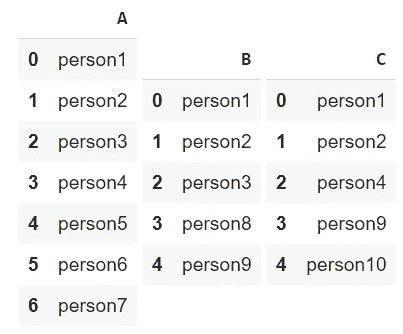 A
0 person1
1 person2
2 person3
3 person4
4 person5
5 person6
6 person7
B
0 person1
1 person2
2 person3
3 person8
4 person9
C
0 person1
1 person2
2 person4
3 person9
4 person10